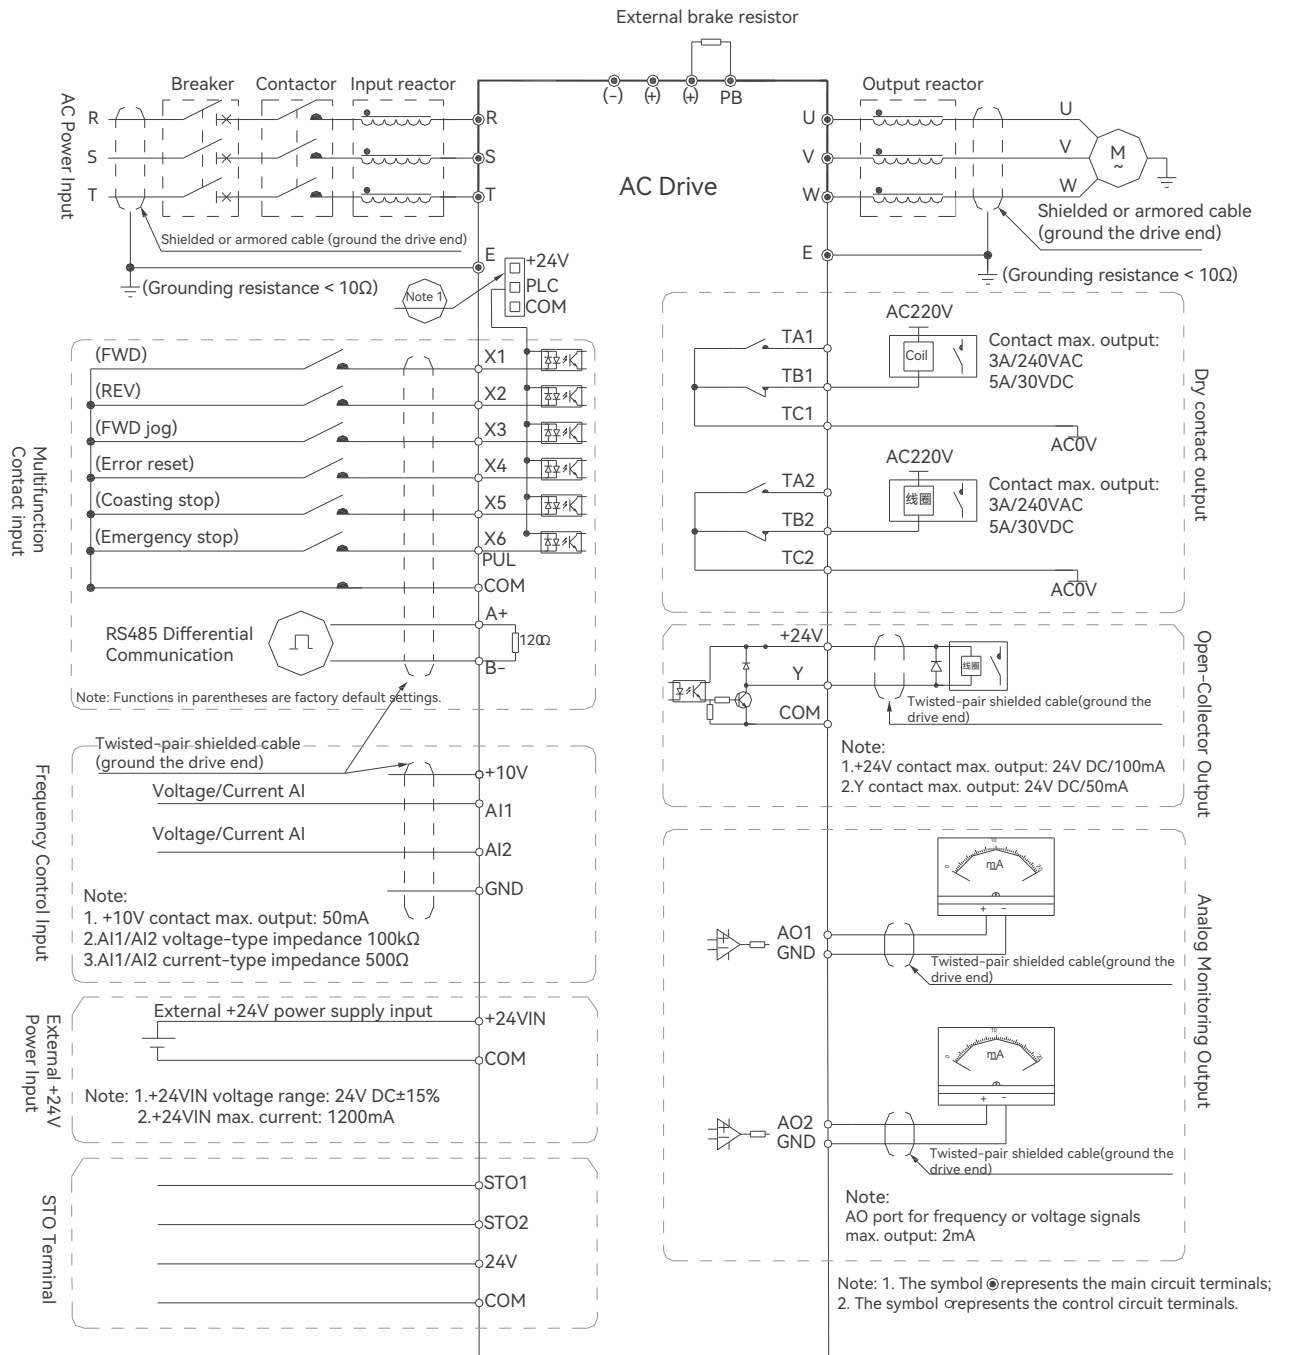 External brake resistor
Breaker
Contactor
Input reactor
(-)
(+)
(+)
PB
Output reactor
AC Power Input
R
S
T
R
S
T
AC Drive
U
V
W
U
V
W
M
~
Shielded or armored cable (ground the drive end)
Shielded or armored cable
(ground the drive end)
E
(Grounding resistance < 10Ω)
E
(Grounding resistance < 10Ω)
Note 1
+24V
PLC
COM
Multifunction
Contact input
(FWD)
X1
(REV)
X2
(FWD jog)
X3
(Error reset)
X4
(Coasting stop)
X5
(Emergency stop)
X6
PUL
COM
A+
RS485 Differential
Communication
120Ω
B-
Note: Functions in parentheses are factory default settings.
Twisted-pair shielded cable
(ground the drive end)
Frequency Control Input
+10V
Voltage/Current AI
AI1
Voltage/Current AI
AI2
GND
Note:
1. +10V contact max. output: 50mA
2.AI1/AI2 voltage-type impedance 100kΩ
3.AI1/AI2 current-type impedance 500Ω
External +24V
Power Input
External +24V power supply input
+24VIN
COM
Note: 1.+24VIN voltage range: 24V DC±15%
2.+24VIN max. current: 1200mA
STO Terminal
STO1
STO2
24V
COM
Dry contact output
TA1
TB1
TC1
AC220V
Coil
Contact max. output:
3A/240VAC
5A/30VDC
AC0V
TA2
TB2
TC2
AC220V
线圈
Contact max. output:
3A/240VAC
5A/30VDC
AC0V
Open-Collector Output
+24V
Y
COM
线圈
Twisted-pair shielded cable(ground the
drive end)
Note:
1.+24V contact max. output: 24V DC/100mA
2.Y contact max. output: 24V DC/50mA
Analog Monitoring Output
0
10
20
mA
+ -
AO1
GND
Twisted-pair shielded cable(ground the
drive end)
0
10
20
mA
+ -
AO2
GND
Twisted-pair shielded cable(ground the
drive end)
Note:
AO port for frequency or voltage signals
max. output: 2mA
Note: 1. The symbol represents the main circuit terminals;
2. The symbol represents the control circuit terminals.